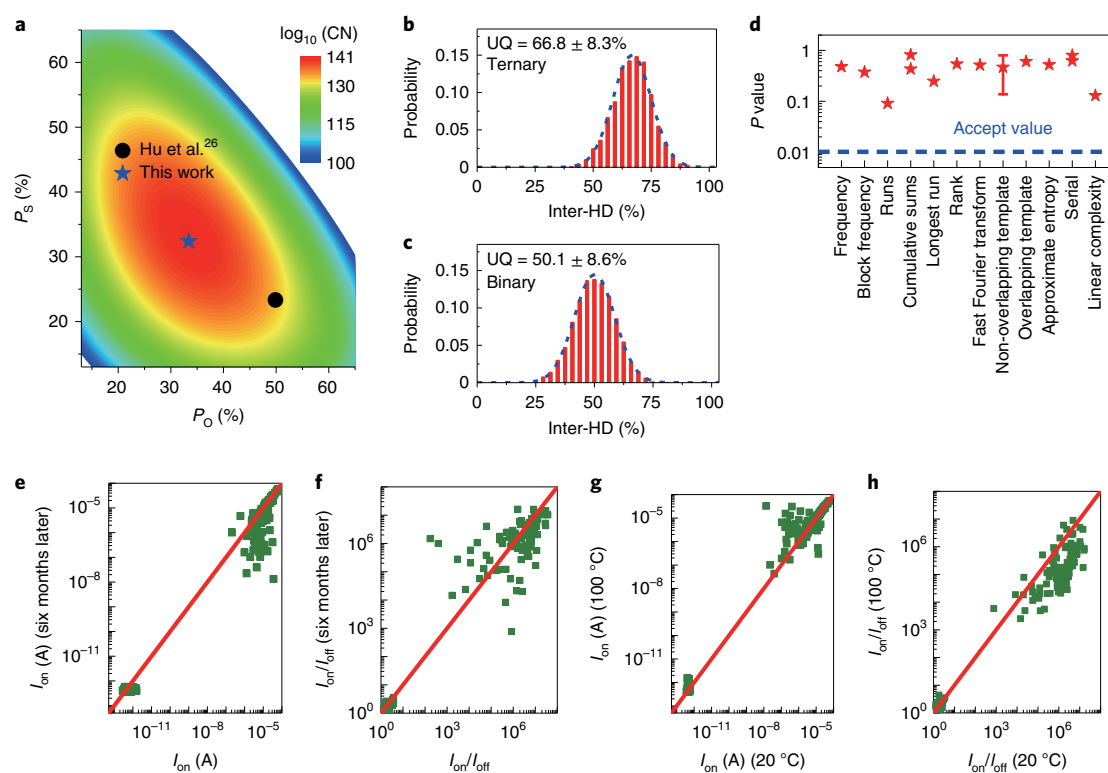 a
log10 (CN)
141
130
115
100
Hu et al.26
This work
60
50
40
30
20
PS (%)
20 30 40 50 60
PO (%)
b
UQ = 66.8 ± 8.3%
Ternary
0.15
0.10
0.05
0
Probability
0 25 50 75 100
Inter-HD (%)
c
UQ = 50.1 ± 8.6%
Binary
0.15
0.10
0.05
0
Probability
0 25 50 75 100
Inter-HD (%)
d
1
0.1
0.01
P value
Accept value
Frequency
Block frequency
Runs
Cumulative sums
Longest run
Rank
Fast Fourier transform
Non-overlapping template
Overlapping template
Approximate entropy
Serial
Linear complexity
e
10−5
10−8
10−11
Ion (A) (six months later)
10−11 10−8 10−5
Ion (A)
f
106
103
100
Ion/Ioff (six months later)
100 103 106
Ion/Ioff
g
10−5
10−8
10−11
Ion (A) (100 °C)
10−11 10−8 10−5
Ion (A) (20 °C)
h
106
103
100
Ion/Ioff (100 °C)
100 103 106
Ion/Ioff (20 °C)